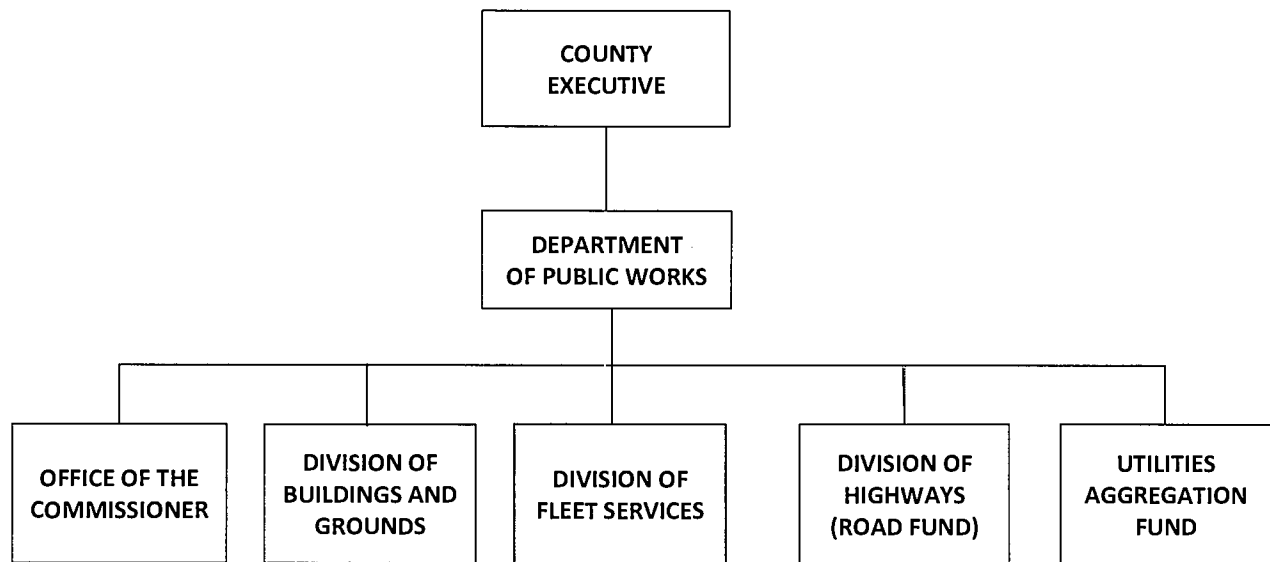 COUNTY
EXECUTIVE
DEPARTMENT
OF PUBLIC WORKS
OFFICE OF THE
COMMISSIONER
DIVISION OF
BUILDINGS AND
GROUNDS
DIVISION OF
FLEET SERVICES
DIVISION OF
HIGHWAYS
(ROAD FUND)
UTILITIES
AGGREGATION
FUND